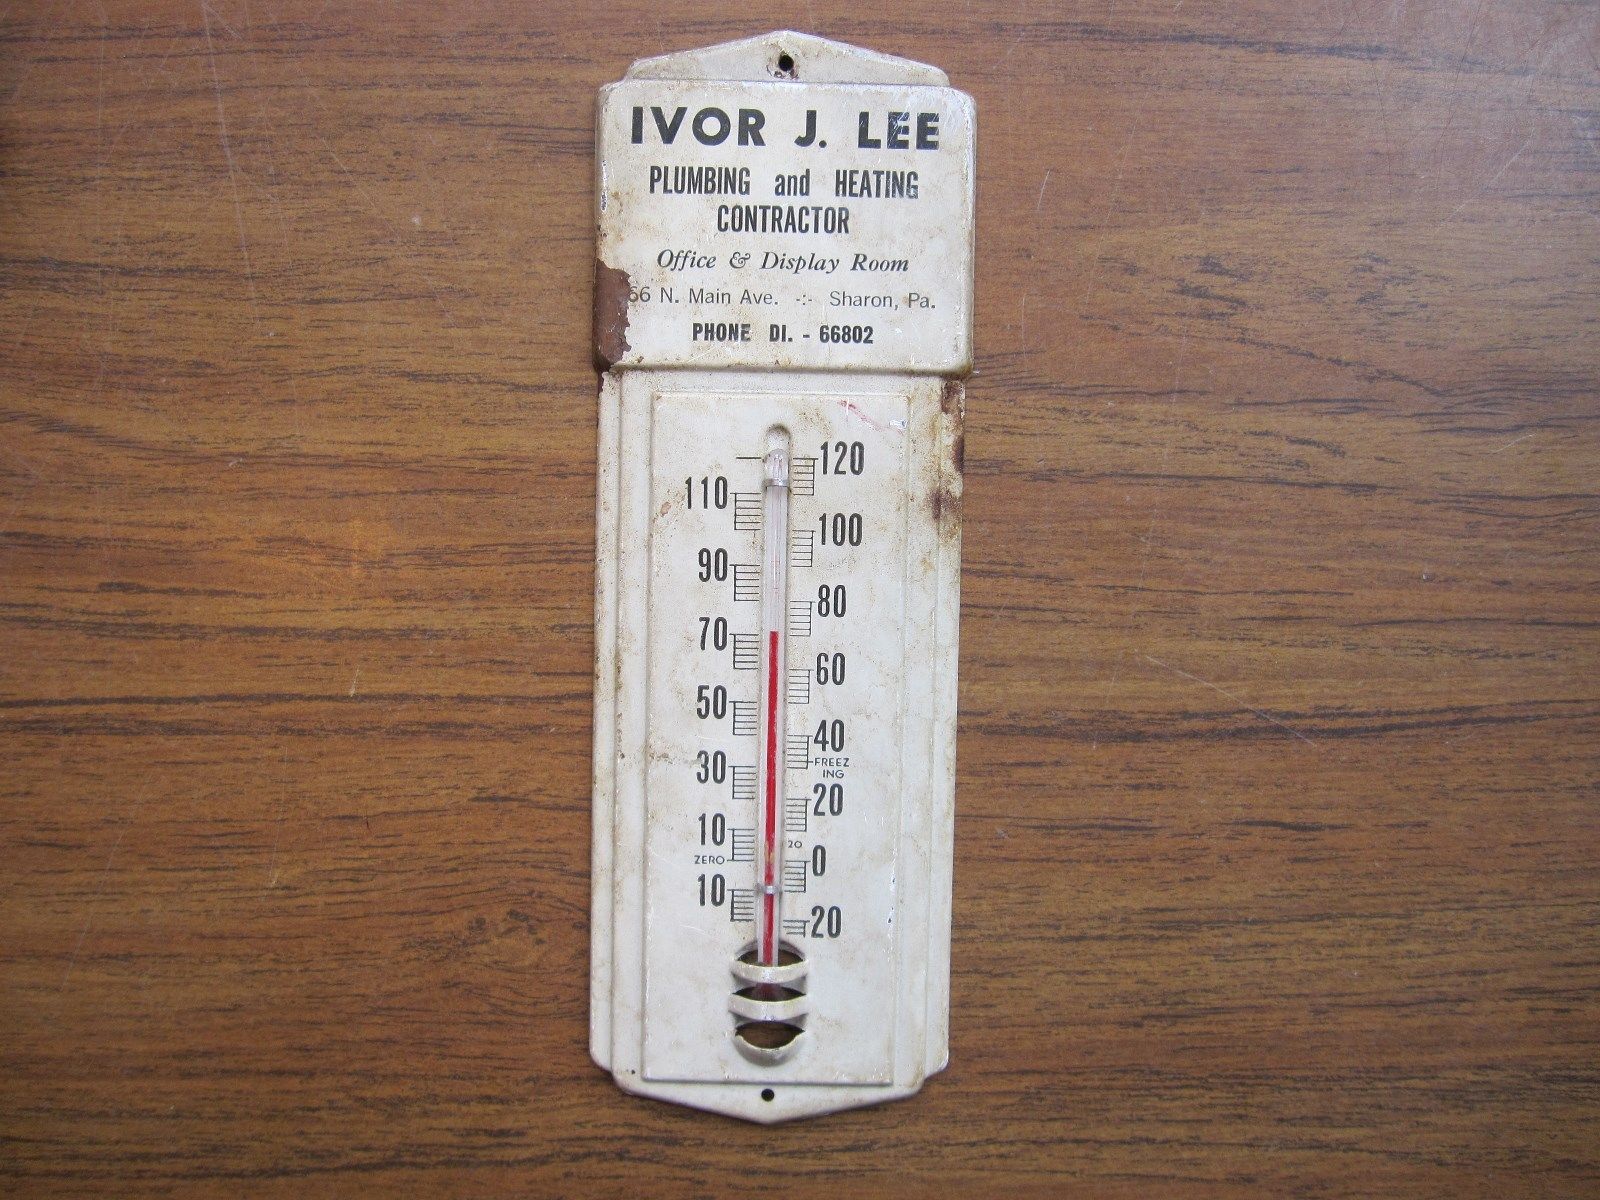 IVOR J. LEE
PLUMBING and HEATING
CONTRACTOR
Office & Display Room
66 N. Main Ave. -:- Sharon, Pa.
PHONE DI. - 66802
120
110
100
90
80
70
60
50
40
FREEZ
ING
30
20
10
20
ZERO
0
10
20